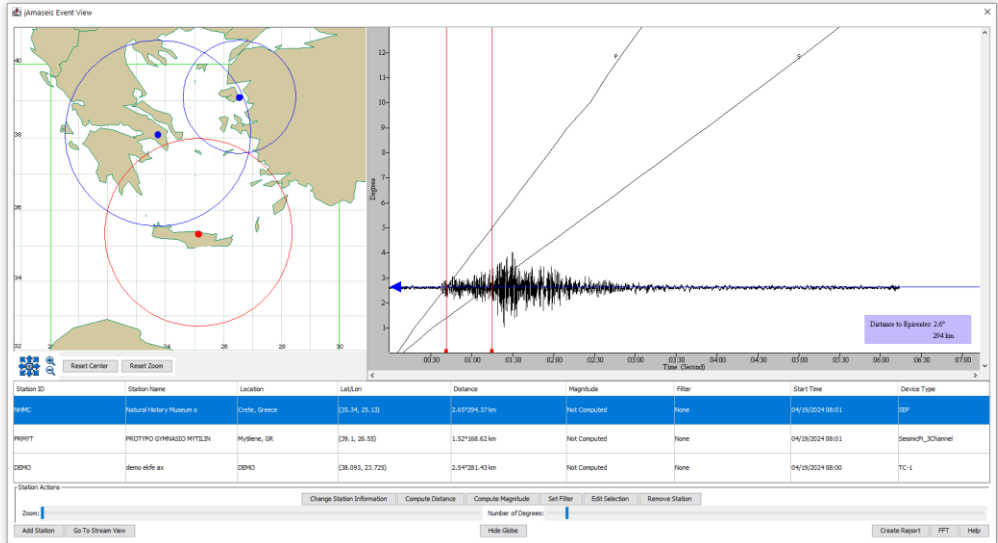 jAmaseis Event View
40
38
36
34
32
24
26
28
30
12
11
10
9
8
7
6
5
4
3
2
1
Degrees
P
S
Distance to Epicenter: 2.6°
294 km
00:30 01:00 01:30 02:00 02:30 03:00 03:30 04:00 04:30 05:00 05:30 06:00 06:30 07:00
Time (Second)
Reset Center Reset Zoom
Station ID Station Name Location Lat/Lon Distance Magnitude Filter Start Time Device Type
NHMC Natural History Museum o Crete, Greece (35.34, 25.13) 2.65°294.37 km Not Computed None 04/19/2024 08:01 SEP
PRMYT PROTYPO GYMNASIO MYTILIN Mytilene, GR (39.1, 26.55) 1.52°168.62 km Not Computed None 04/19/2024 08:01 SeismicPi_3Channel
DEMO demo ekfe ax DEMO (38.093, 23.725) 2.54°281.43 km Not Computed None 04/19/2024 08:00 TC-1
Station Actions
Change Station Information Compute Distance Compute Magnitude Set Filter Edit Selection Remove Station
Zoom: Number of Degrees:
Add Station Go To Stream View Hide Globe Create Report FFT Help